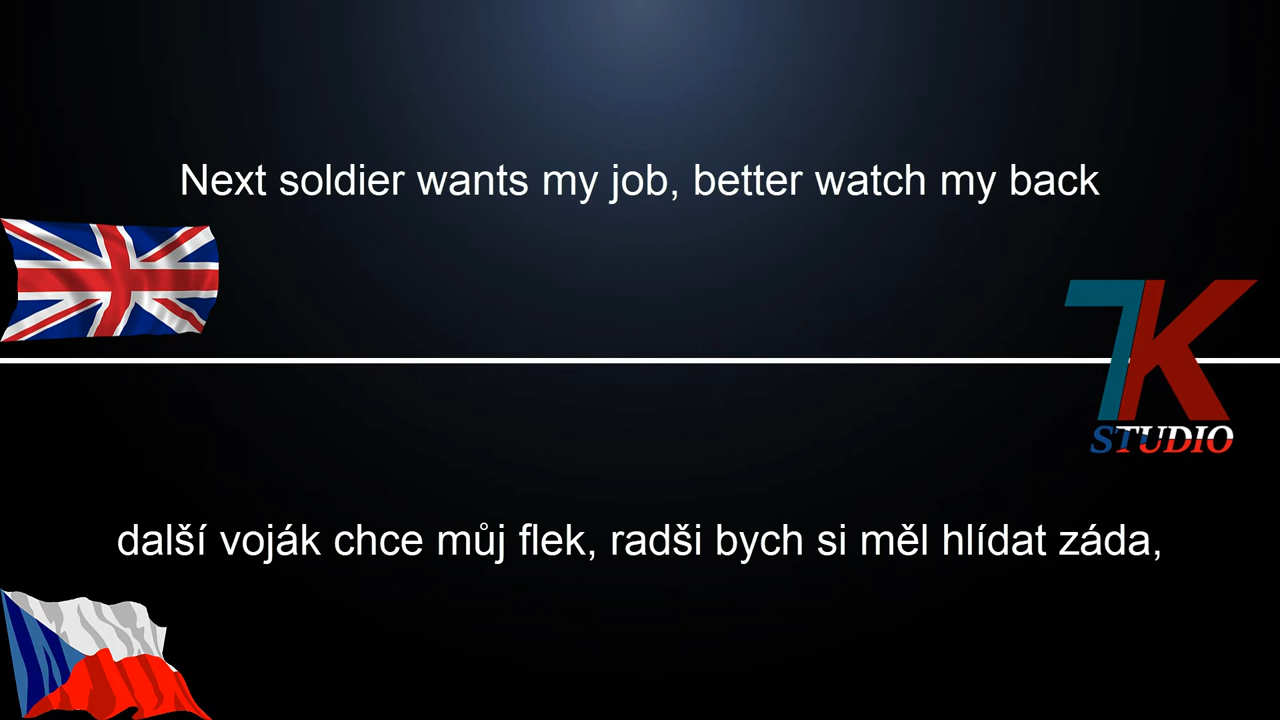 Next soldier wants my job, better watch my back
TK
STUDIO
další voják chce můj flek, radši bych si měl hlídat záda,